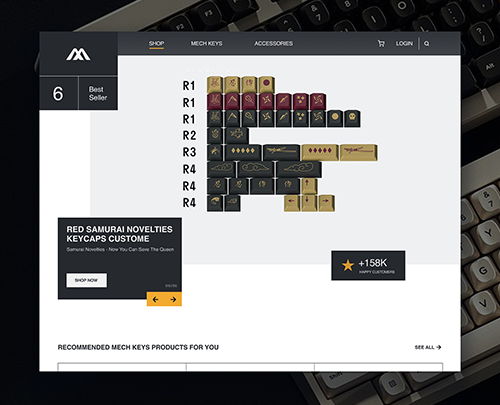 SHOP MECH KEYS ACCESSORIES LOGIN
6 Best
Seller
R1
R1
R1
R2
R3
R4
R4
R4
RED SAMURAI NOVELTIES
KEYCAPS CUSTOME
Samurai Novelties - Now You Can Save The Queen
SHOP NOW
+158K
HAPPY CUSTOMERS
RECOMMENDED MECH KEYS PRODUCTS FOR YOU SEE ALL